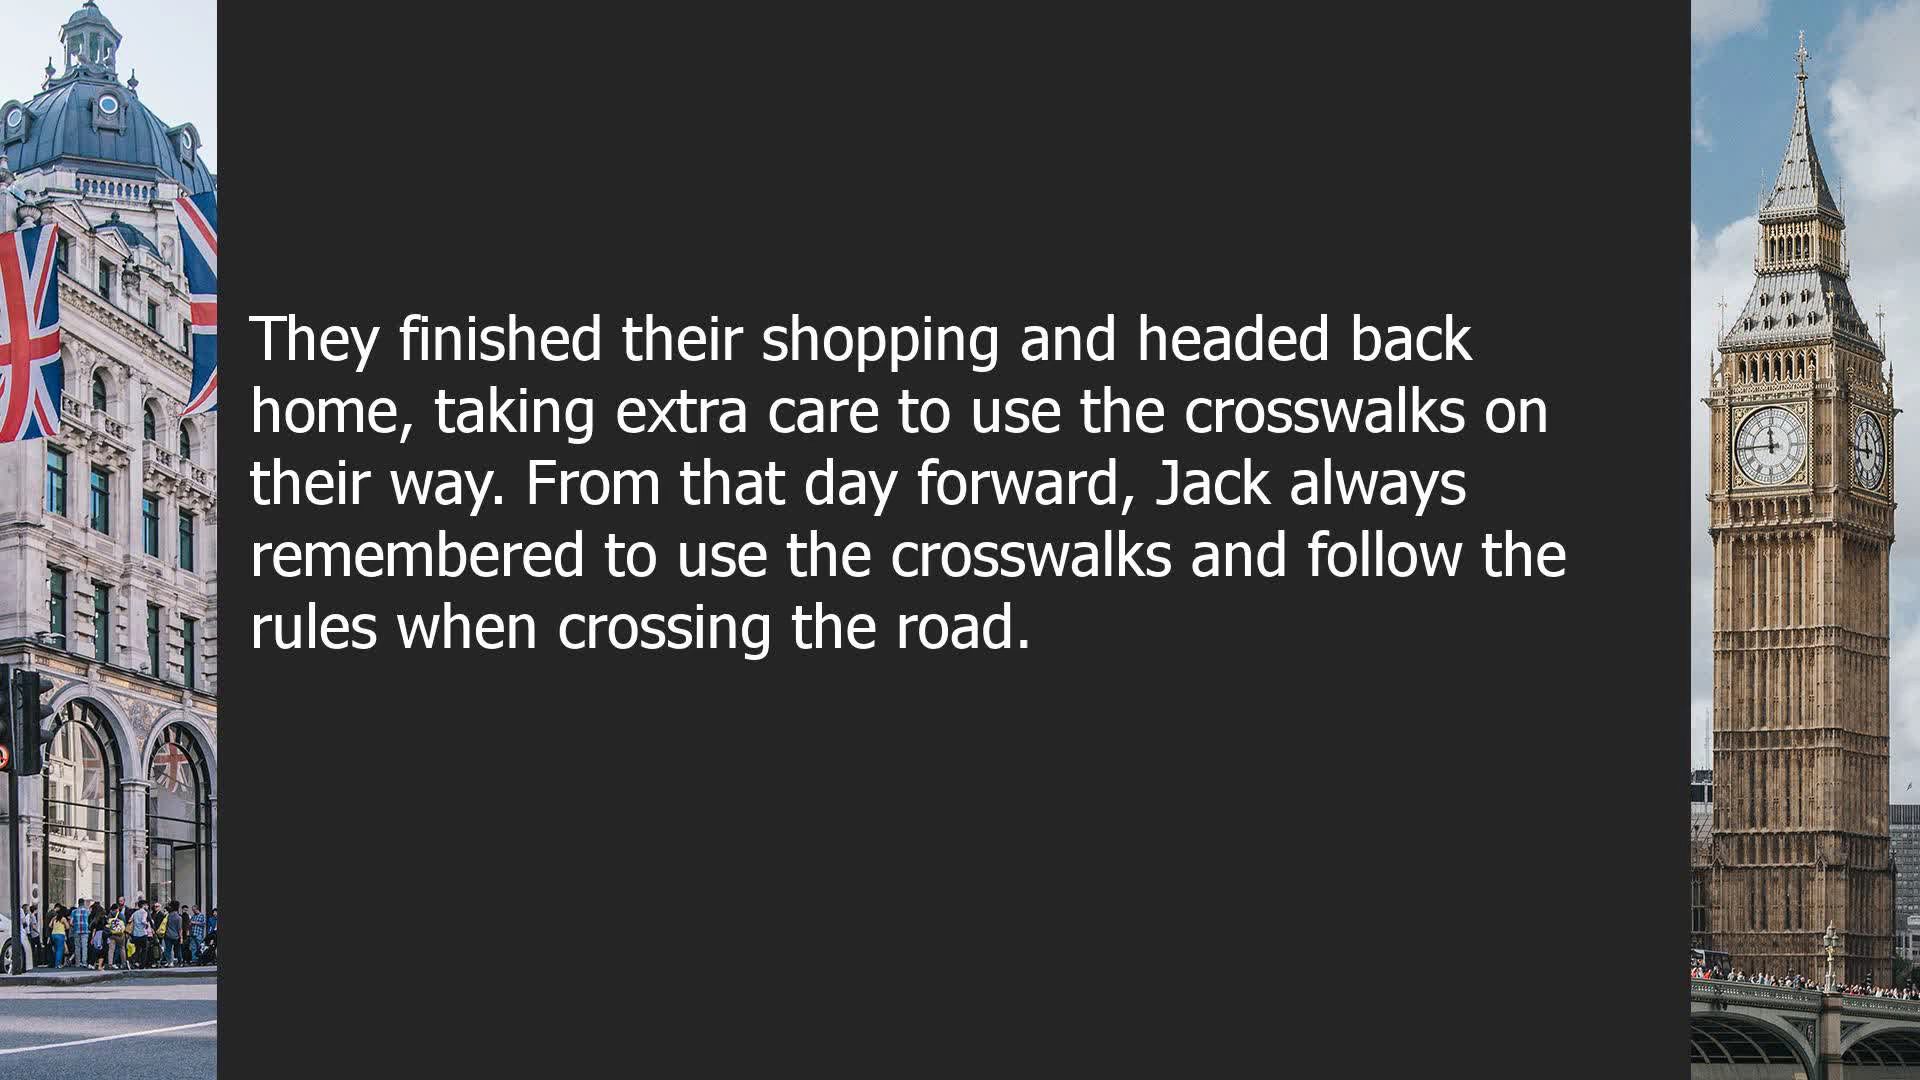 They finished their shopping and headed back
home, taking extra care to use the crosswalks on
their way. From that day forward, Jack always
remembered to use the crosswalks and follow the
rules when crossing the road.